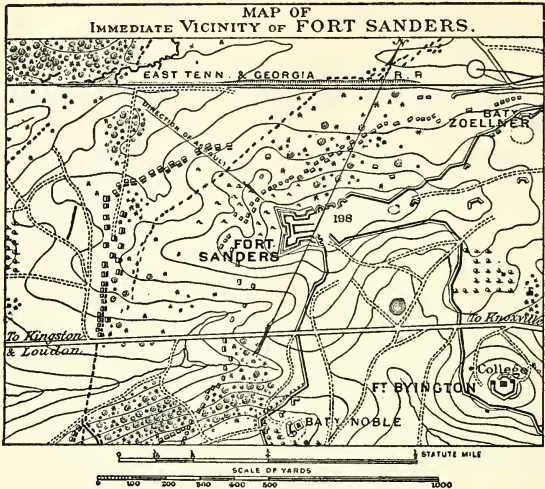 MAP OF
IMMEDIATE VICINITY OF FORT SANDERS.
EAST TENN & GEORGIA R.R
DIRECTION OF ASSAULT
BATY
ZOELLNER
198
FORT
SANDERS
To Kingston
& Loudon.
To Knoxville
College
FT BYINGTON
BATY NOBLE
STATUTE MILE
SCALE OF YARDS
0 100 200 300 400 500 1000